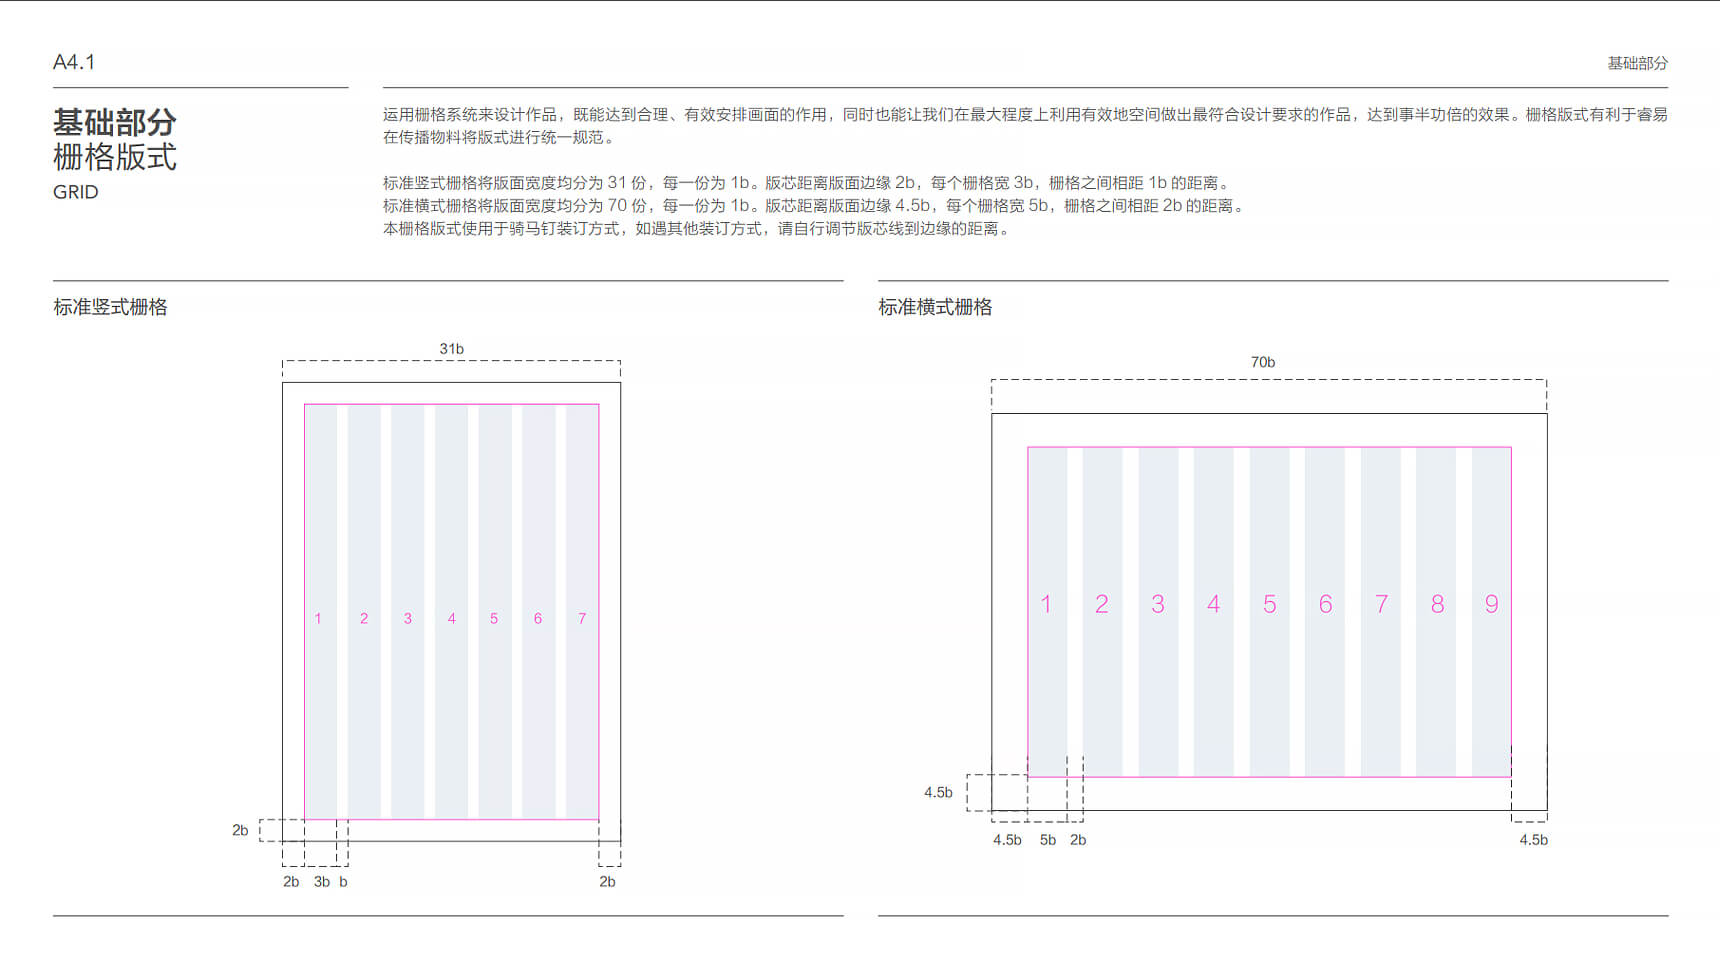 A4.1
基础部分
基础部分
栅格版式
GRID
运用栅格系统来设计作品，既能达到合理、有效安排画面的作用，同时也能让我们在最大程度上利用有效地空间做出最符合设计要求的作品，达到事半功倍的效果。栅格版式有利于睿易
在传播物料将版式进行统一规范。
标准竖式栅格将版面宽度均分为 31 份，每一份为 1b。版芯距离版面边缘 2b，每个栅格宽 3b，栅格之间相距 1b 的距离。
标准横式栅格将版面宽度均分为 70 份，每一份为 1b。版芯距离版面边缘 4.5b，每个栅格宽 5b，栅格之间相距 2b 的距离。
本栅格版式使用于骑马钉装订方式，如遇其他装订方式，请自行调节版芯线到边缘的距离。
标准竖式栅格
31b
1 2 3 4 5 6 7
2b
2b 3b b 2b
标准横式栅格
70b
1 2 3 4 5 6 7 8 9
4.5b
4.5b 5b 2b 4.5b